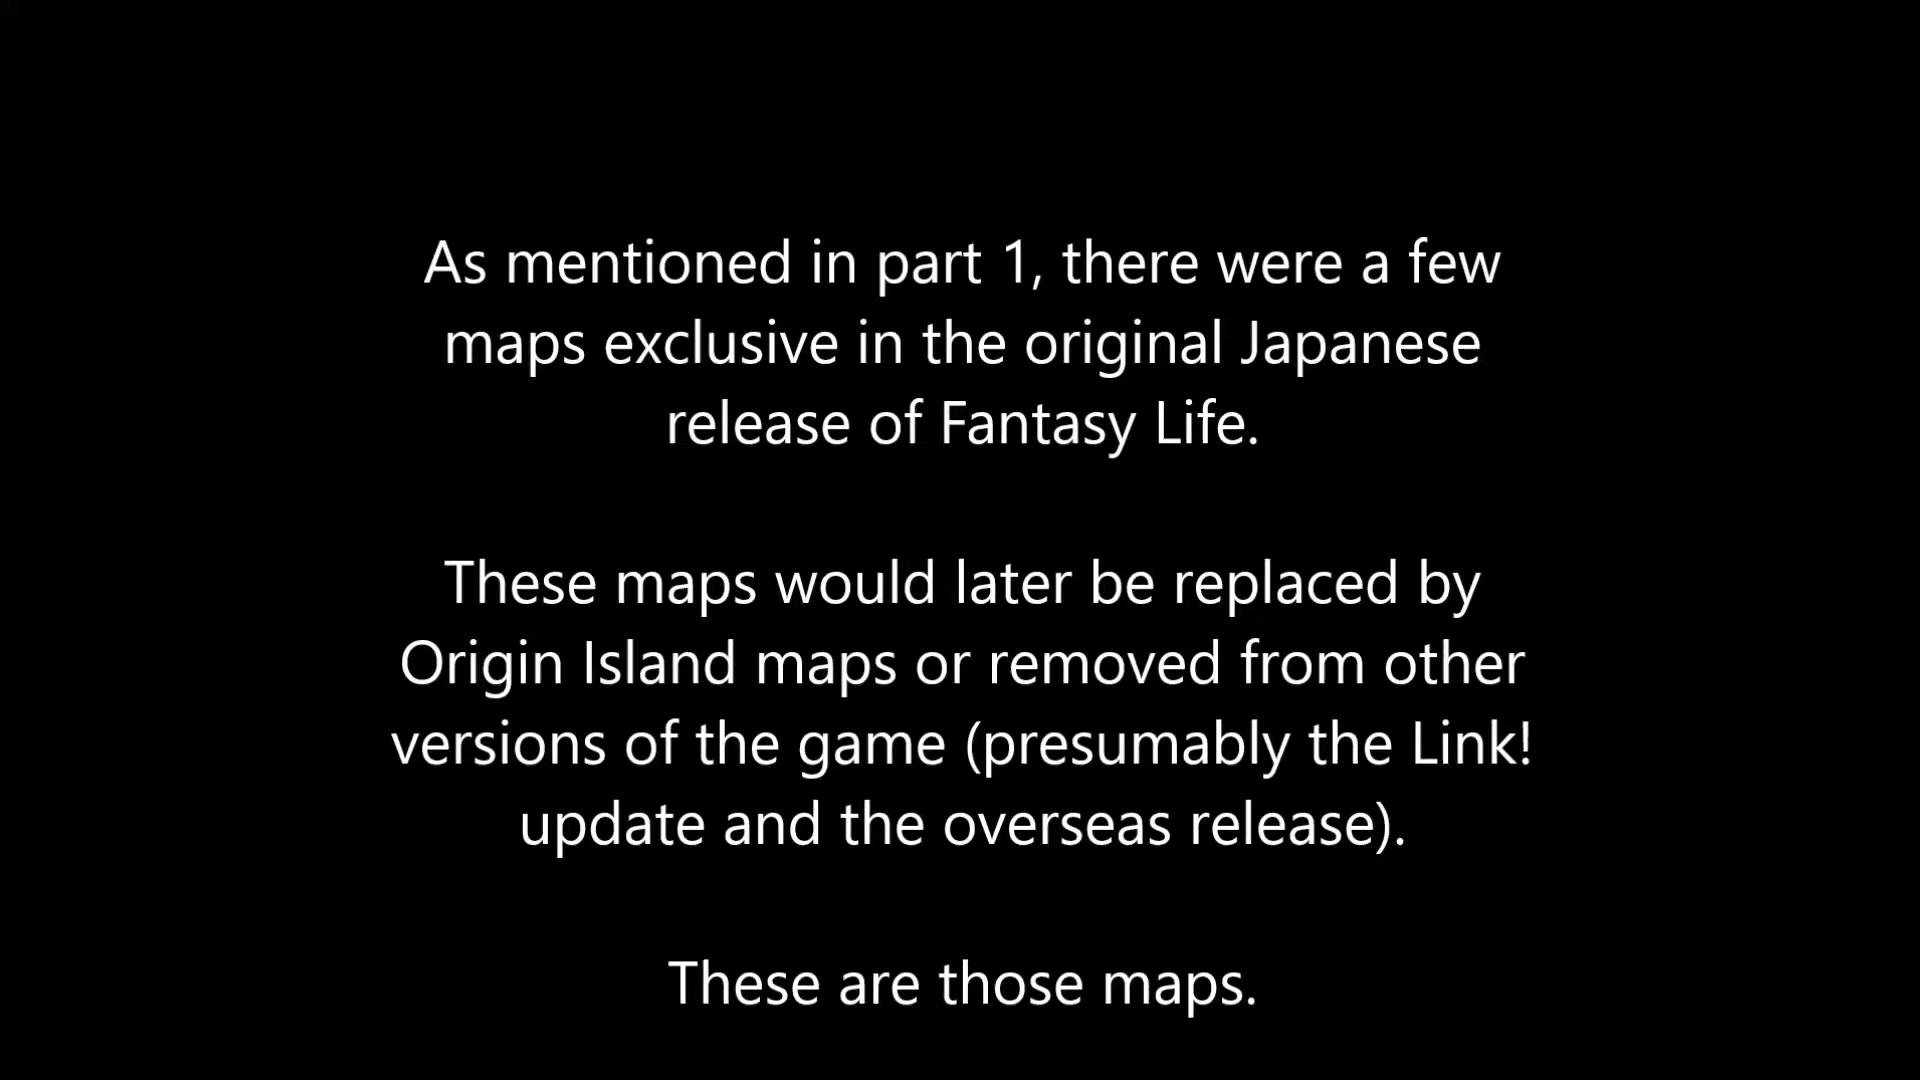 As mentioned in part 1, there were a few
maps exclusive in the original Japanese
release of Fantasy Life.
These maps would later be replaced by
Origin Island maps or removed from other
versions of the game (presumably the Link!
update and the overseas release).
These are those maps.